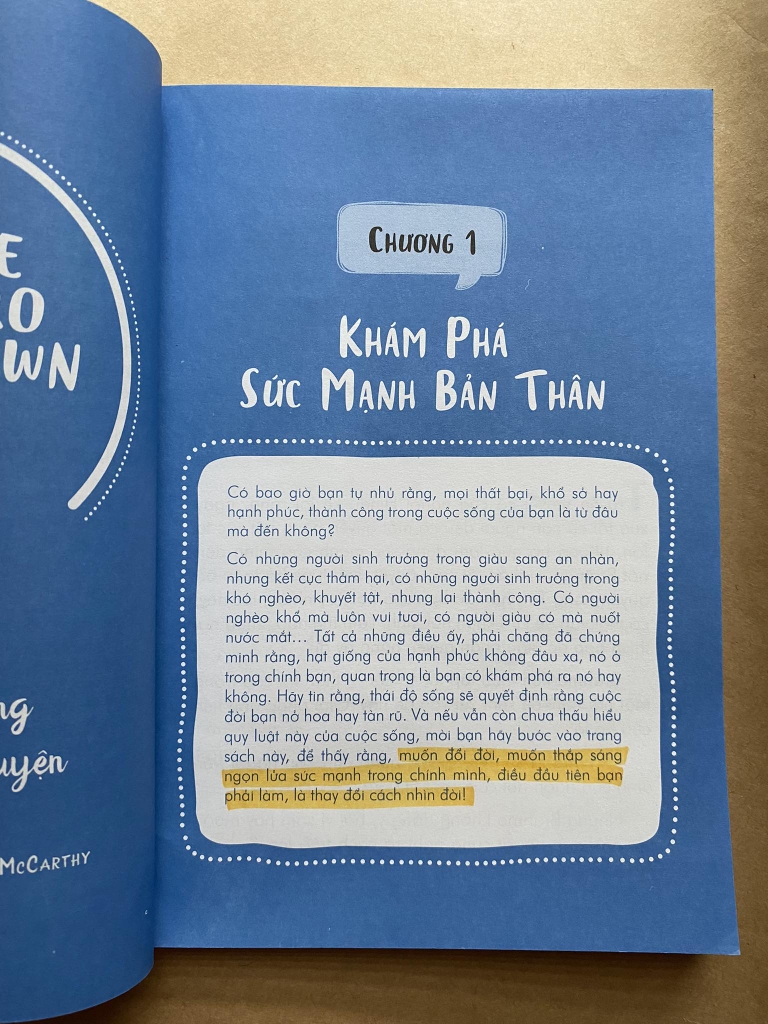 WN
uyện
McCARTHY
CHƯƠNG 1
KHÁM PHÁ
SỨC MẠNH BẢN THÂN
Có bao giờ bạn tự nhủ rằng, mọi thất bại, khổ sở hay
hạnh phúc, thành công trong cuộc sống của bạn là từ đâu
mà đến không?
Có những người sinh trưởng trong giàu sang an nhàn,
nhưng kết cục thảm hại, có những người sinh trưởng trong
khó nghèo, khuyết tật, nhưng lại thành công. Có người
nghèo khổ mà luôn vui tươi, có người giàu có mà nuốt
nước mắt... Tất cả những điều ấy, phải chăng đã chứng
minh rằng, hạt giống của hạnh phúc không đâu xa, nó ở
trong chính bạn, quan trọng là bạn có khám phá ra nó hay
không. Hãy tin rằng, thái độ sống sẽ quyết định rằng cuộc
đời bạn nở hoa hay tàn rũ. Và nếu vẫn còn chưa thấu hiểu
quy luật này của cuộc sống, mời bạn hãy bước vào trang
sách này, để thấy rằng, muốn đổi đời, muốn thắp sáng
ngọn lửa sức mạnh trong chính mình, điều đầu tiên bạn
phải làm, là thay đổi cách nhìn đời!